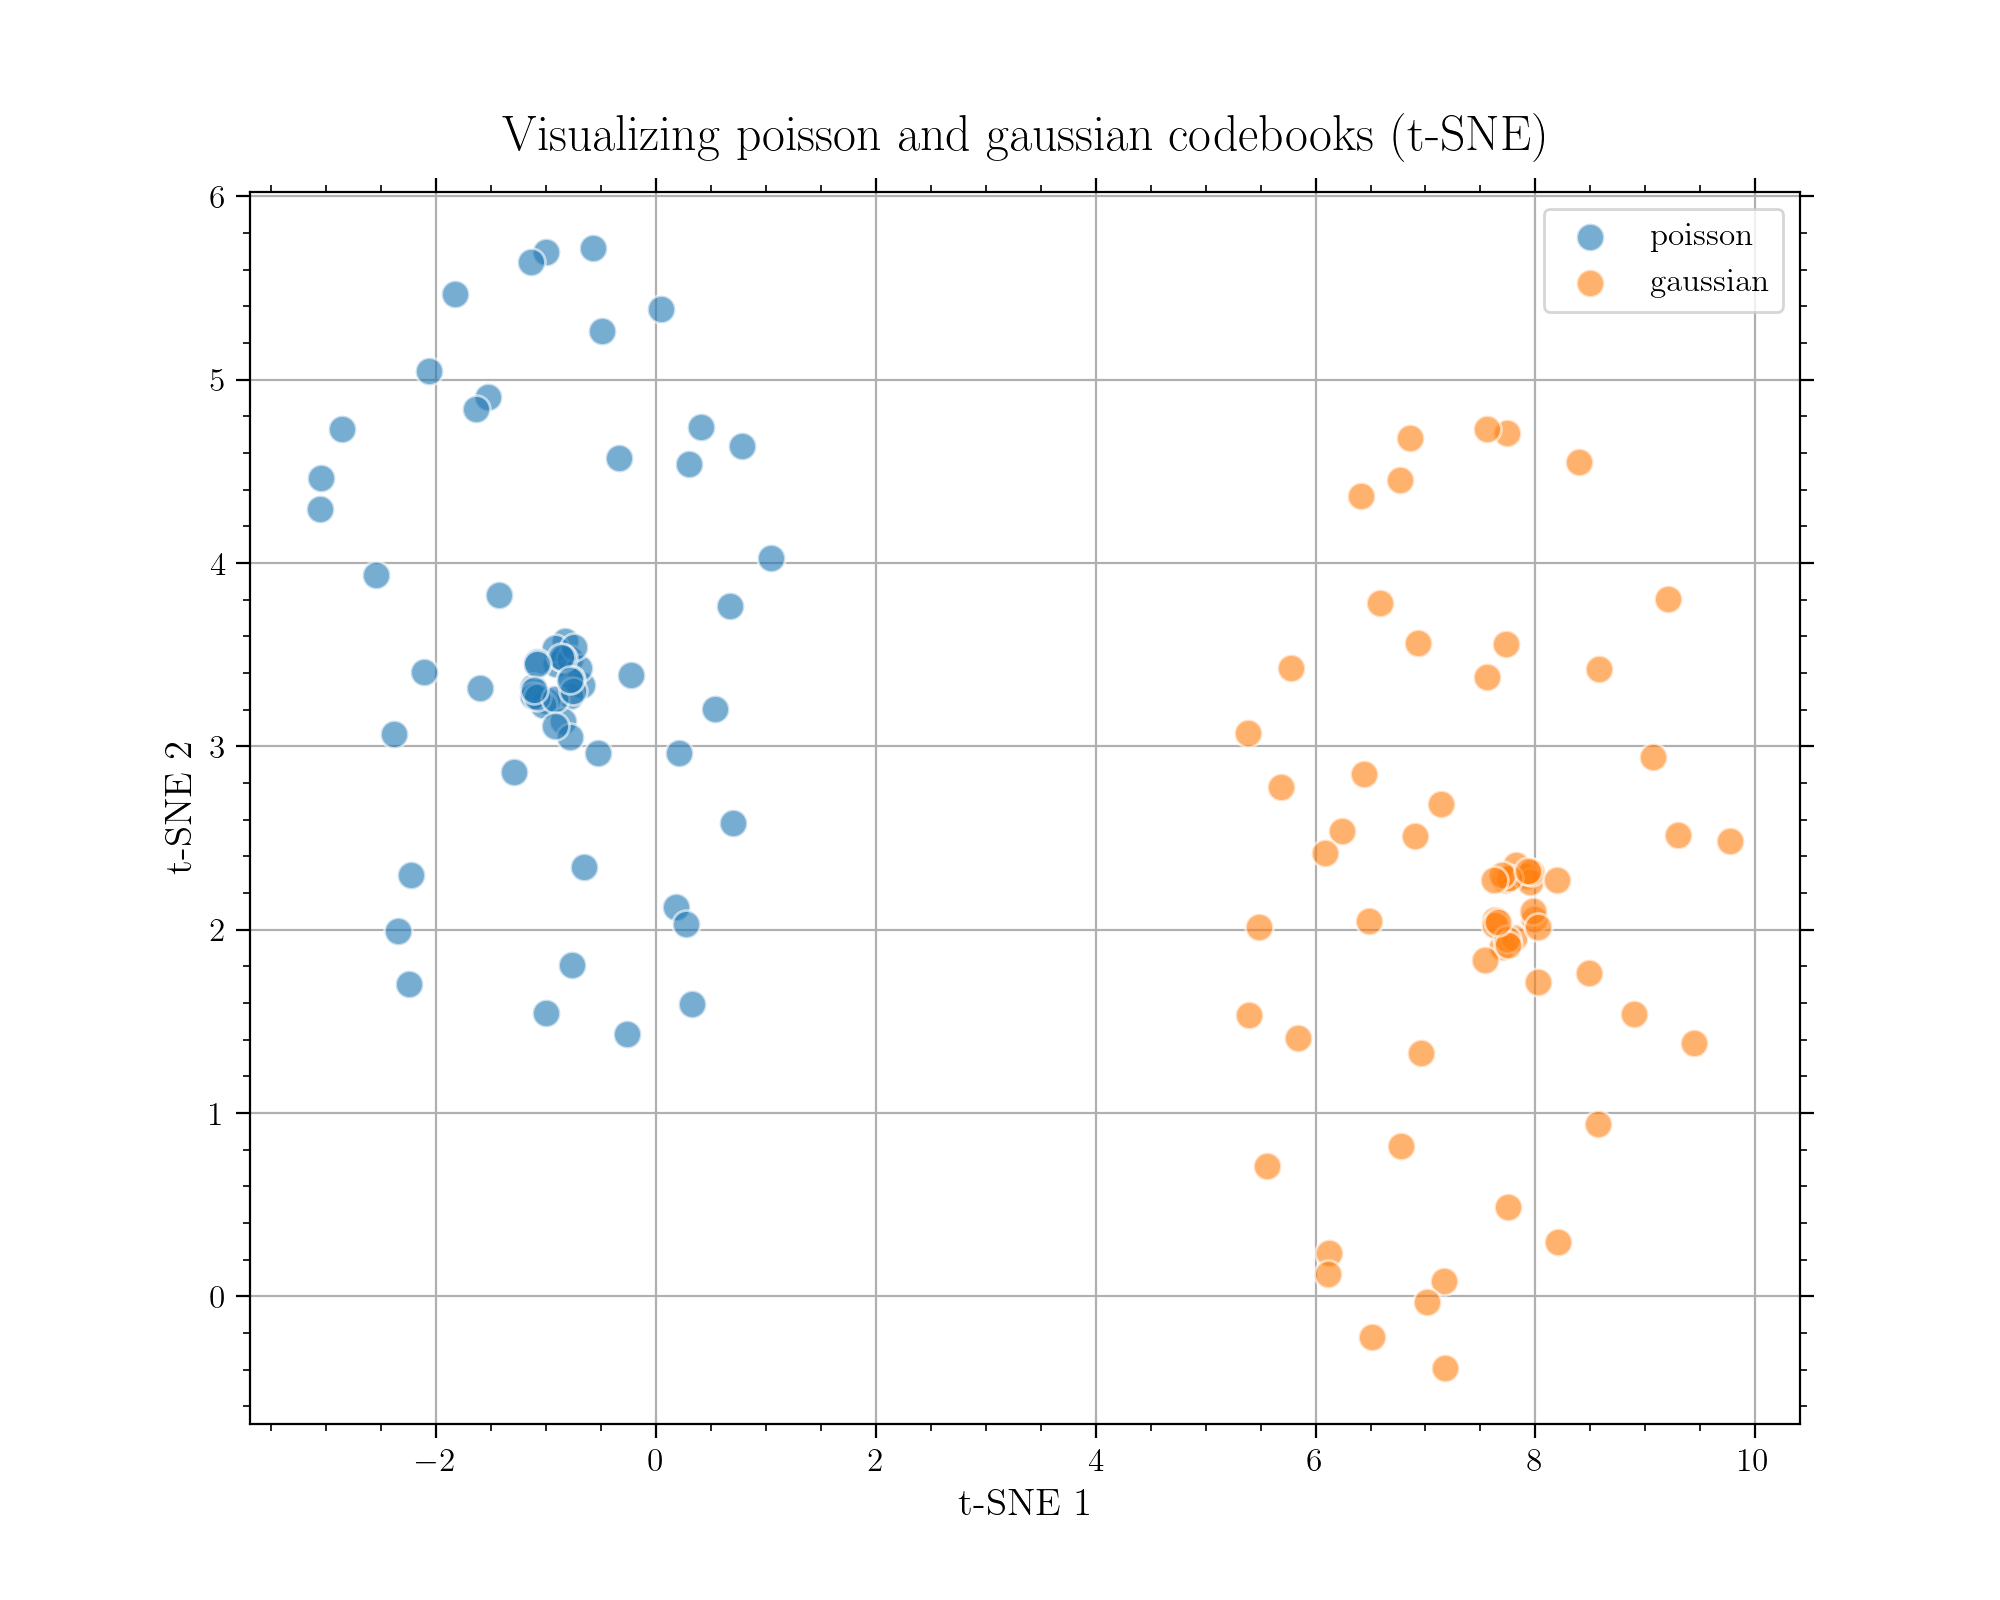 Visualizing poisson and gaussian codebooks (t-SNE)
poisson
gaussian
6
5
4
3
2
1
0
t-SNE 2
−2 0 2 4 6 8 10
t-SNE 1